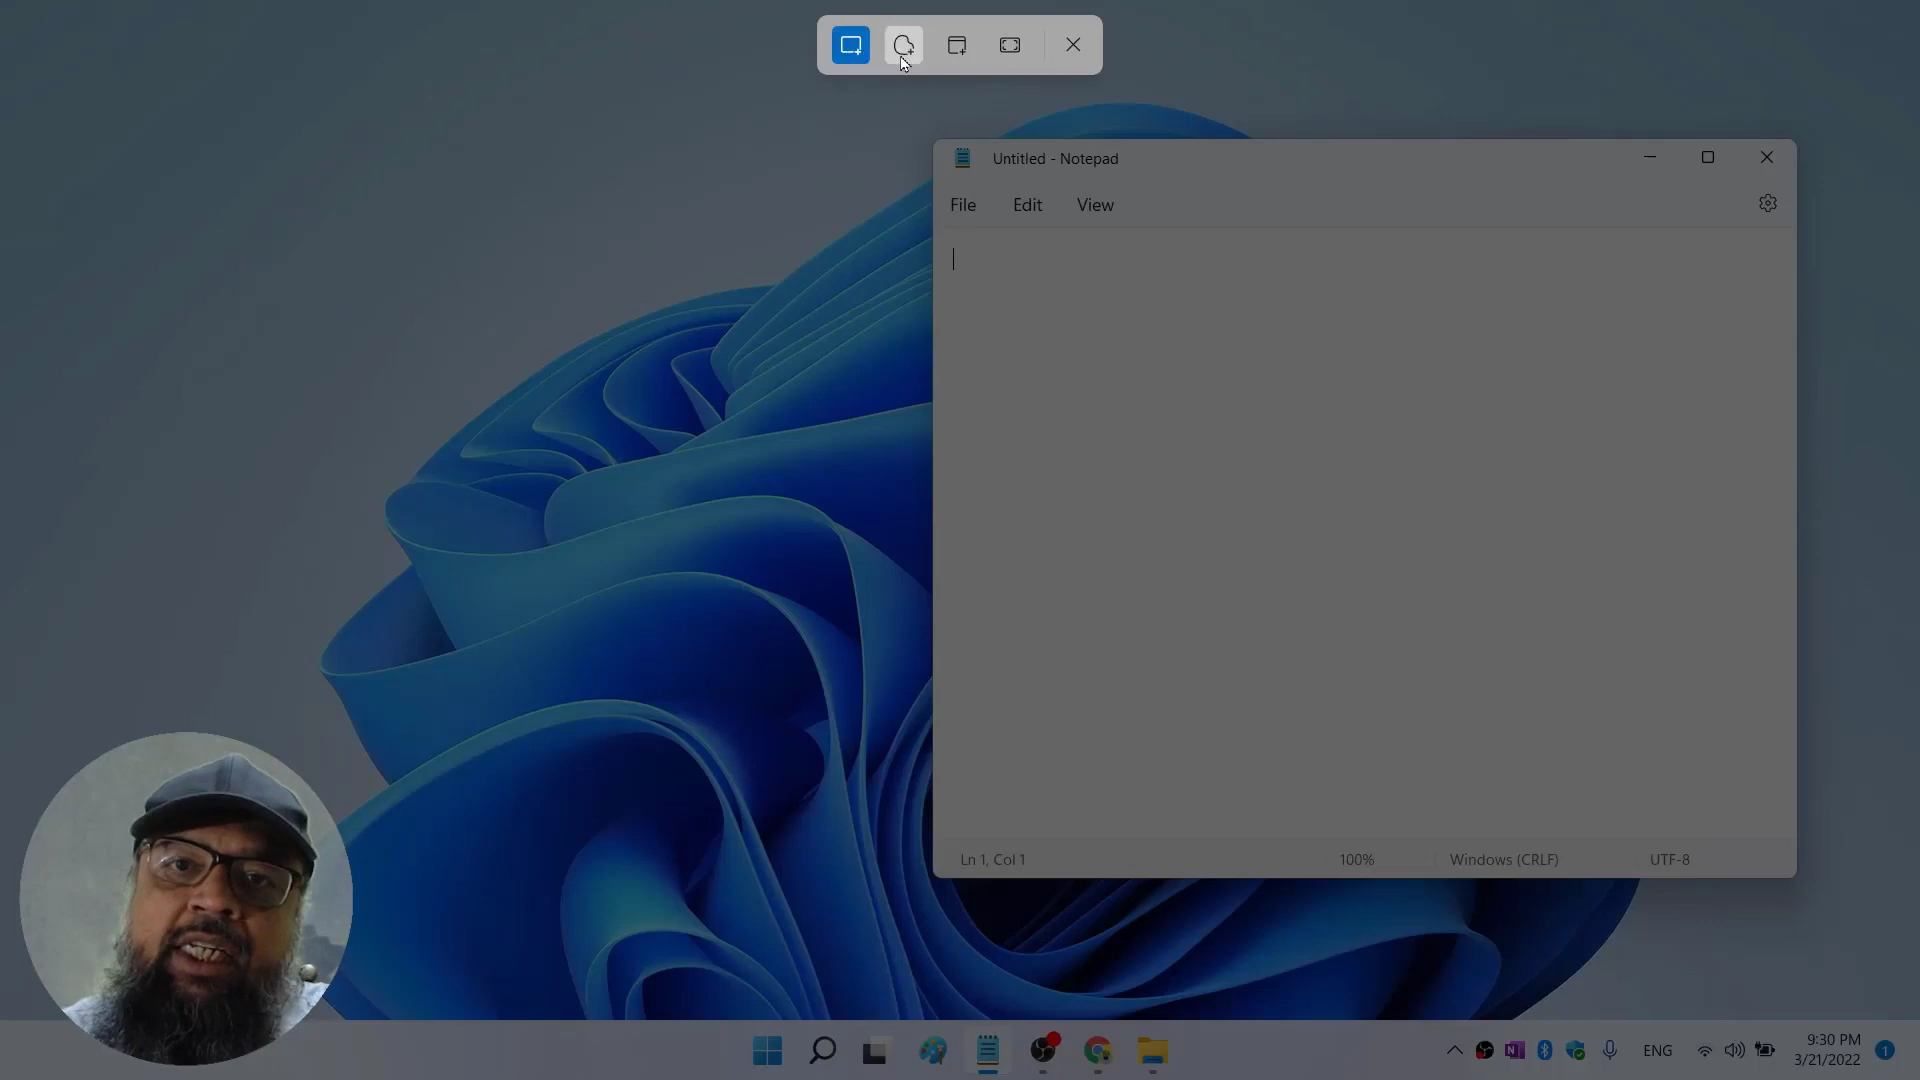 Untitled - Notepad
File Edit View
Ln 1, Col 1 100% Windows (CRLF) UTF-8
ENG 9:30 PM 1
3/21/2022